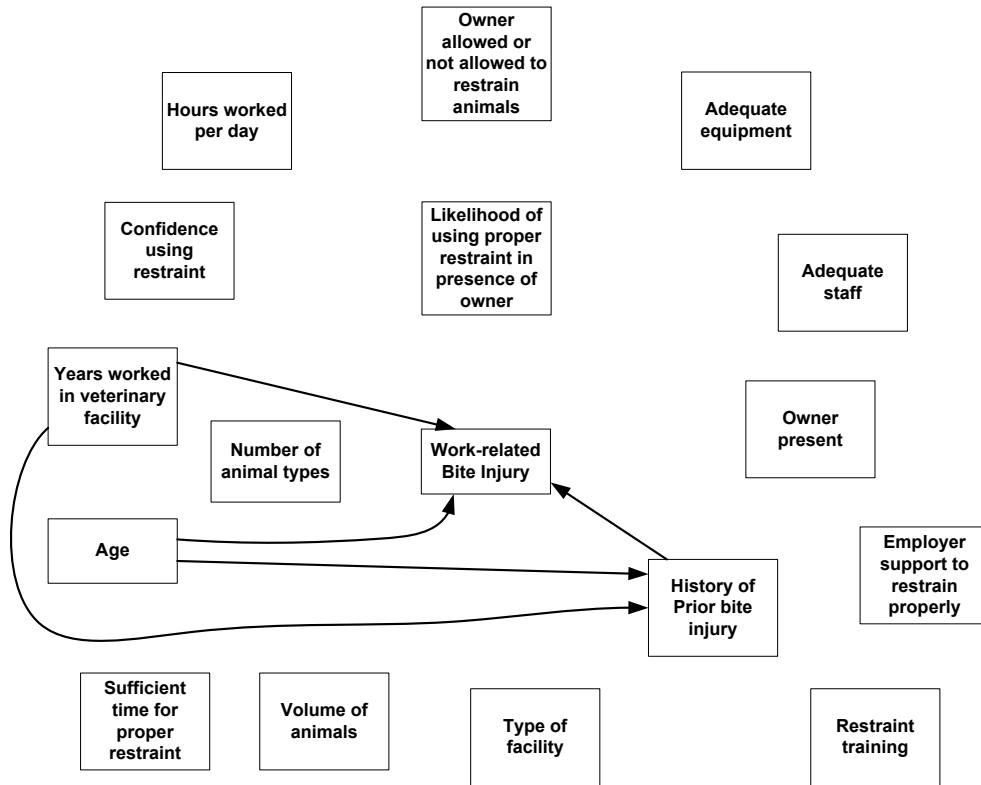 Owner
allowed or
not allowed to
restrain
animals
Hours worked
per day
Adequate
equipment
Confidence
using
restraint
Likelihood of
using proper
restraint in
presence of
owner
Adequate
staff
Years worked
in veterinary
facility
Owner
present
Number of
animal types
Work-related
Bite Injury
Age
Employer
support to
restrain
properly
History of
Prior bite
injury
Sufficient
time for
proper
restraint
Volume of
animals
Type of
facility
Restraint
training